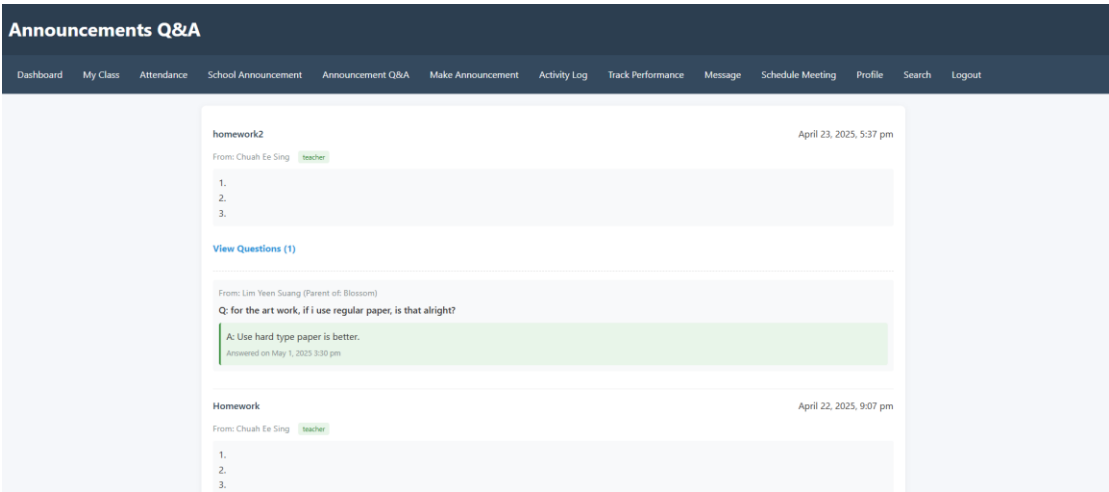 Announcements Q&A
Dashboard My Class Attendance School Announcement Announcement Q&A Make Announcement Activity Log Track Performance Message Schedule Meeting Profile Search Logout
homework2 April 23, 2025, 5:37 pm
From: Chuah Ee Sing teacher
1.
2.
3.
View Questions (1)
From: Lim Yeen Suang (Parent of: Blossom)
Q: for the art work, if i use regular paper, is that alright?
A: Use hard type paper is better.
Answered on May 1, 2025 3:30 pm
Homework April 22, 2025, 9:07 pm
From: Chuah Ee Sing teacher
1.
2.
3.